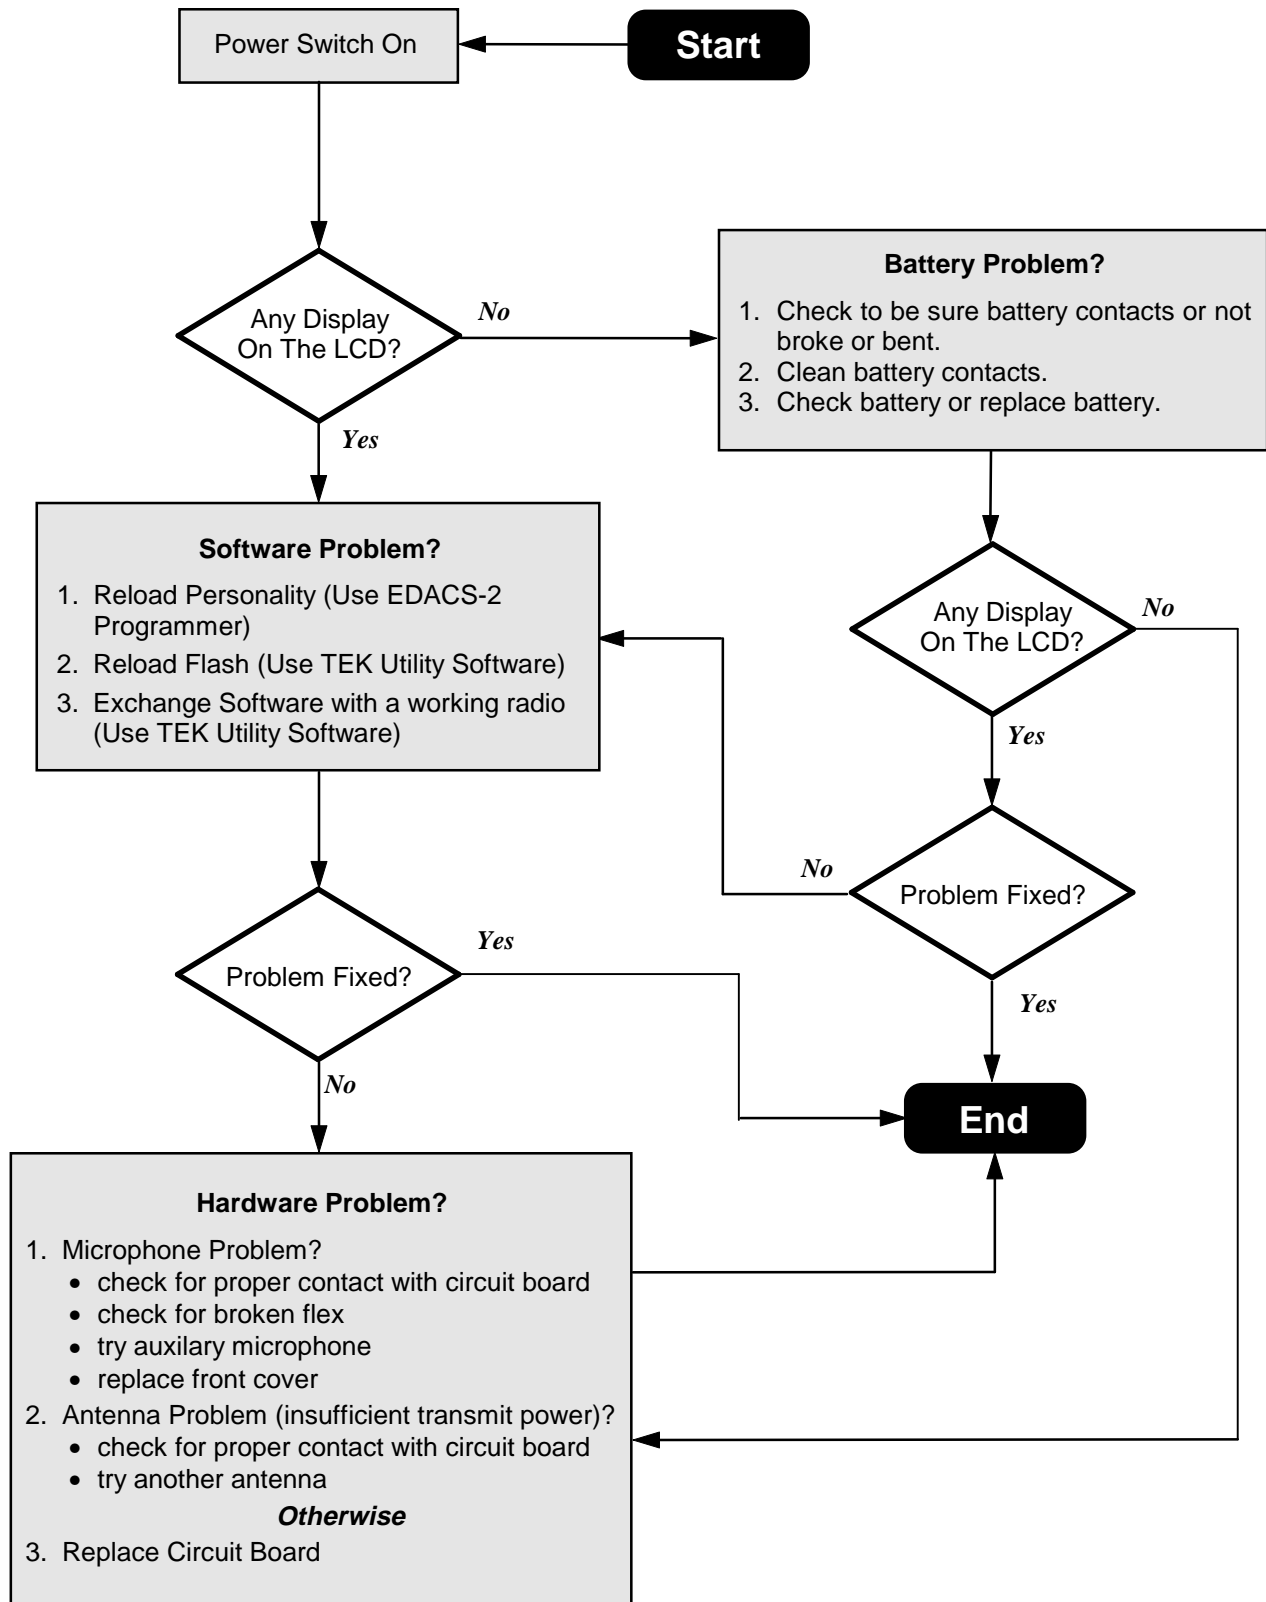 Power Switch On
Start
Any Display
On The LCD?
No
Yes
Battery Problem?
1. Check to be sure battery contacts or not
broke or bent.
2. Clean battery contacts.
3. Check battery or replace battery.
Software Problem?
1. Reload Personality (Use EDACS-2
Programmer)
2. Reload Flash (Use TEK Utility Software)
3. Exchange Software with a working radio
(Use TEK Utility Software)
Any Display
On The LCD?
No
Yes
Problem Fixed?
No
Yes
Problem Fixed?
Yes
No
End
Hardware Problem?
1. Microphone Problem?
• check for proper contact with circuit board
• check for broken flex
• try auxilary microphone
• replace front cover
2. Antenna Problem (insufficient transmit power)?
• check for proper contact with circuit board
• try another antenna
Otherwise
3. Replace Circuit Board